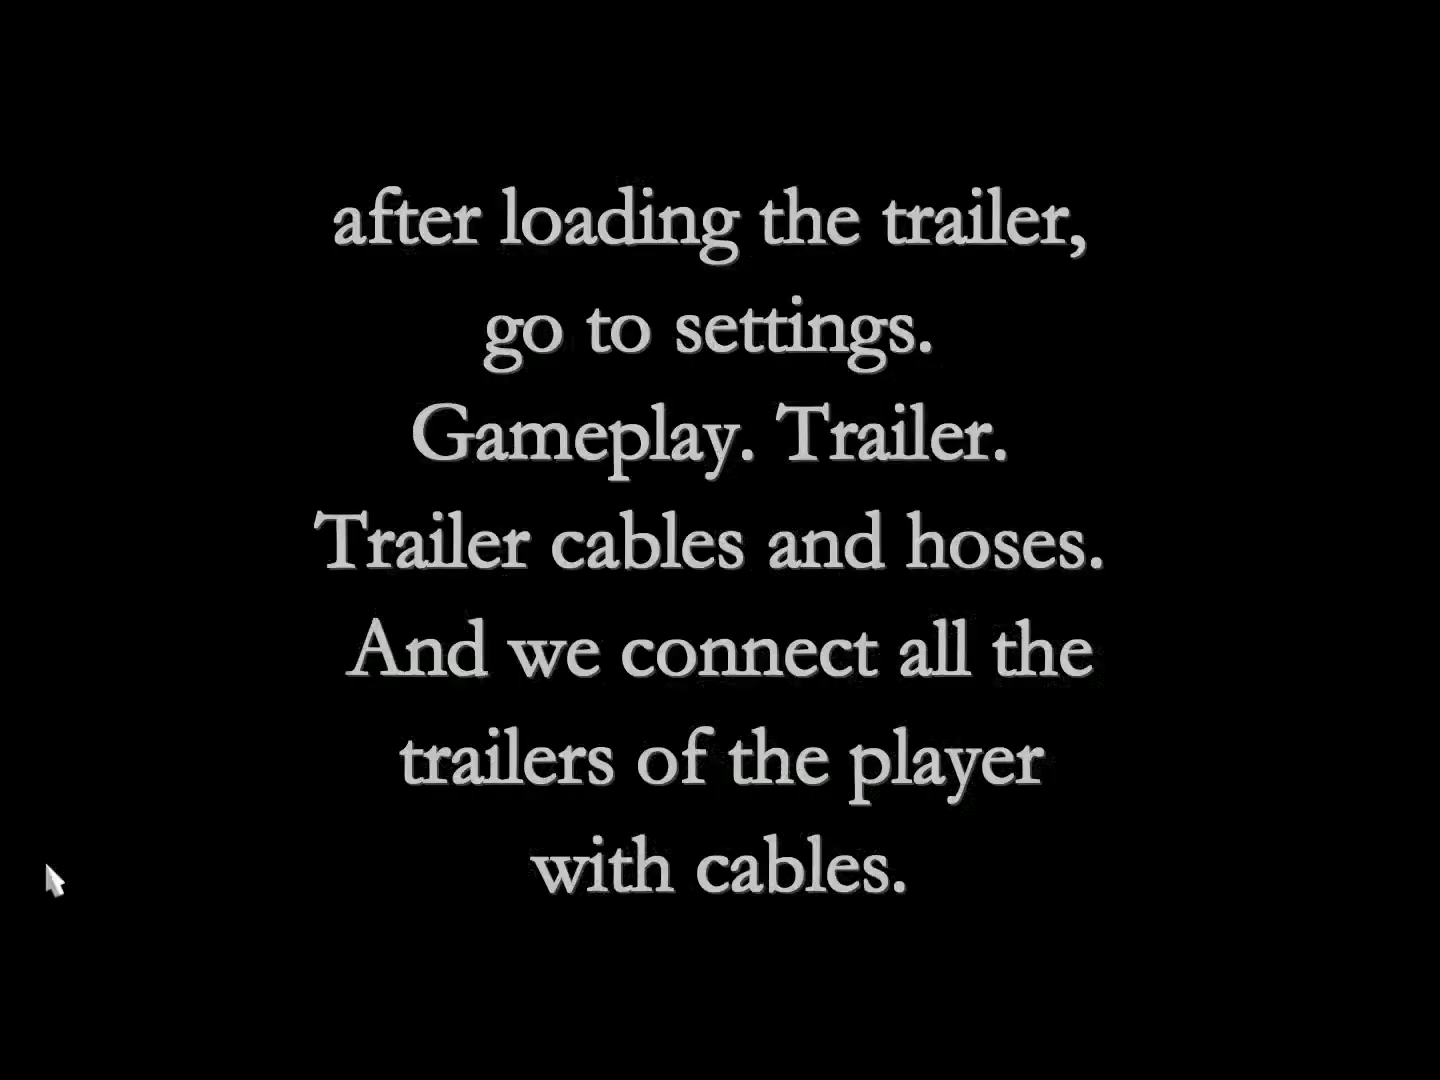 after loading the trailer,
go to settings.
Gameplay. Trailer.
Trailer cables and hoses.
And we connect all the
trailers of the player
with cables.